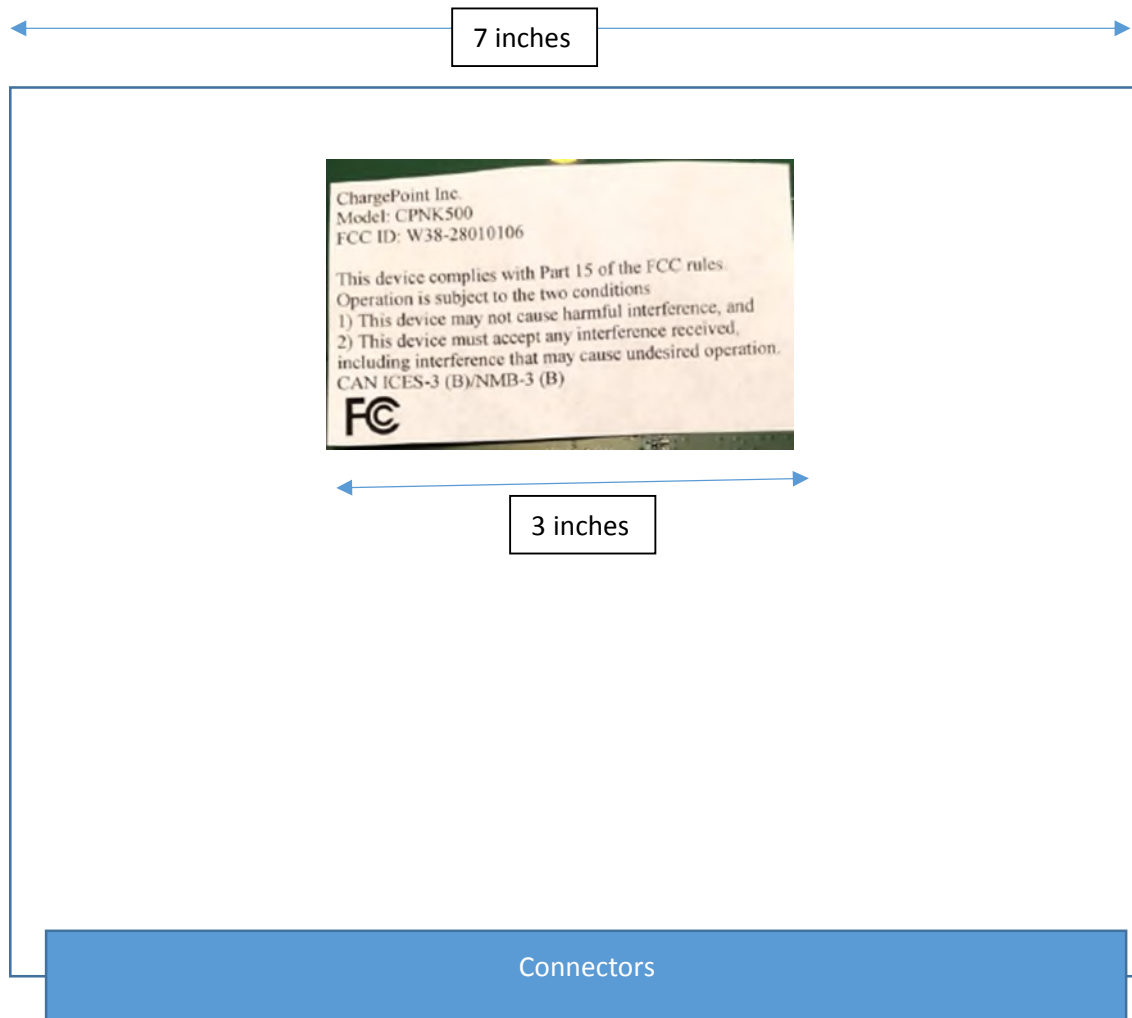 7 inches
ChargePoint Inc.
Model: CPNK500
FCC ID: W38-28010106
This device complies with Part 15 of the FCC rules.
Operation is subject to the two conditions
1) This device may not cause harmful interference, and
2) This device must accept any interference received,
including interference that may cause undesired operation.
CAN ICES-3 (B)/NMB-3 (B)
FC
3 inches
Connectors